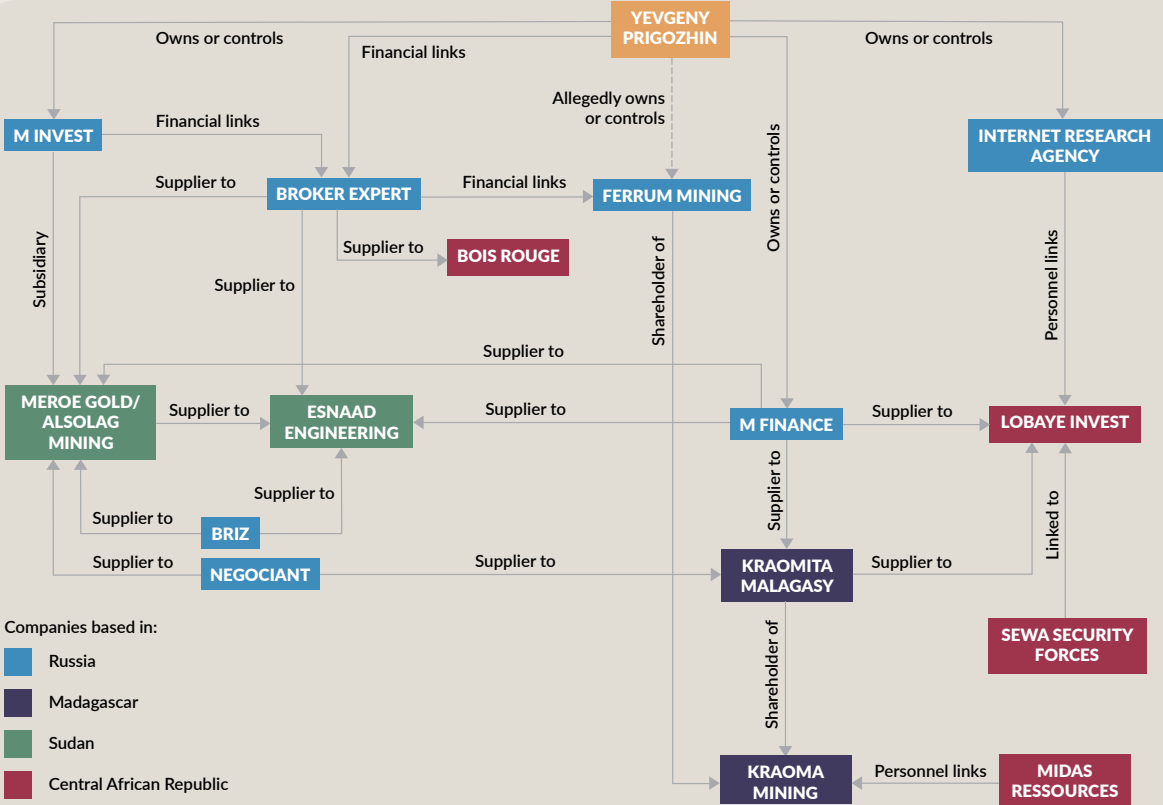 YEVGENY
PRIGOZHIN
Owns or controls
Financial links
Owns or controls
Allegedly owns
or controls
M INVEST
Financial links
INTERNET RESEARCH
AGENCY
Owns or controls
Supplier to
BROKER EXPERT
Financial links
FERRUM MINING
Subsidiary
Supplier to
BOIS ROUGE
Supplier to
Shareholder of
Personnel links
Supplier to
MEROE GOLD/
ALSOLAG
MINING
Supplier to
ESNAAD
ENGINEERING
Supplier to
M FINANCE
Supplier to
LOBAYE INVEST
Supplier to
Supplier to
Linked to
Supplier to
BRIZ
Supplier to
NEGOCIANT
Supplier to
KRAOMITA
MALAGASY
Supplier to
SEWA SECURITY
FORCES
Shareholder of
KRAOMA
MINING
Personnel links
MIDAS
RESSOURCES
Companies based in:
Russia
Madagascar
Sudan
Central African Republic